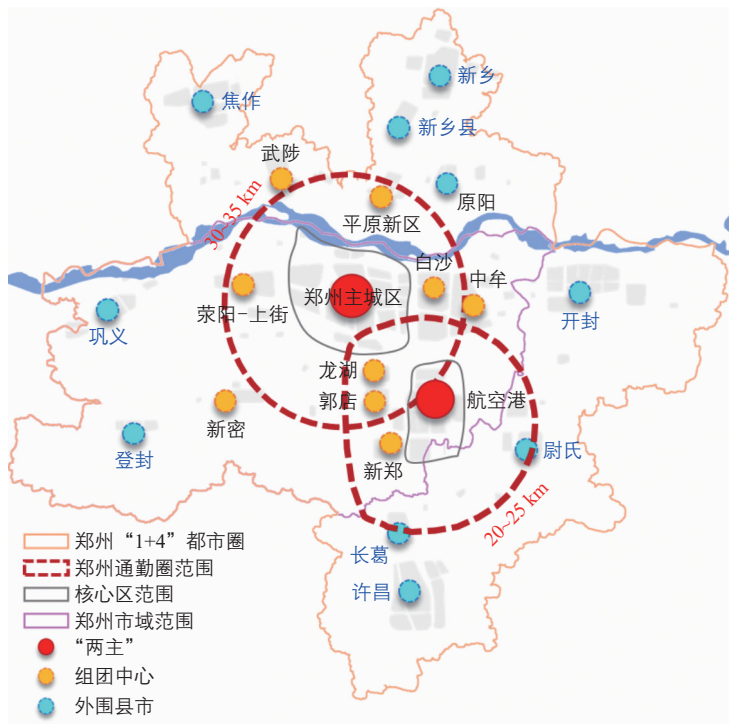 新乡
焦作
新乡县
武陟
原阳
30~35 km
平原新区
白沙
中牟
郑州主城区
荥阳-上街
巩义
开封
龙湖
郭店
航空港
新密
登封
新郑
尉氏
20~25 km
长葛
许昌
郑州“1+4”都市圈
郑州通勤圈范围
核心区范围
郑州市域范围
“两主”
组团中心
外围县市